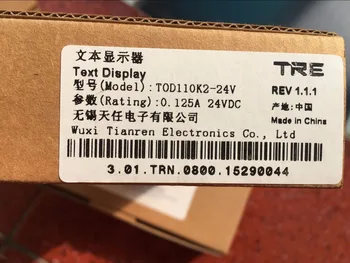 文本显示器
Text Display
TRE
型号(Model):TOD110K2-24V
REV 1.1.1
参数(Rating):0.125A 24VDC
产地:中国
无锡天任电子有限公司
Made in China
Wuxi Tianren Electronics Co., Ltd
3.01.TRN.0800.15290044